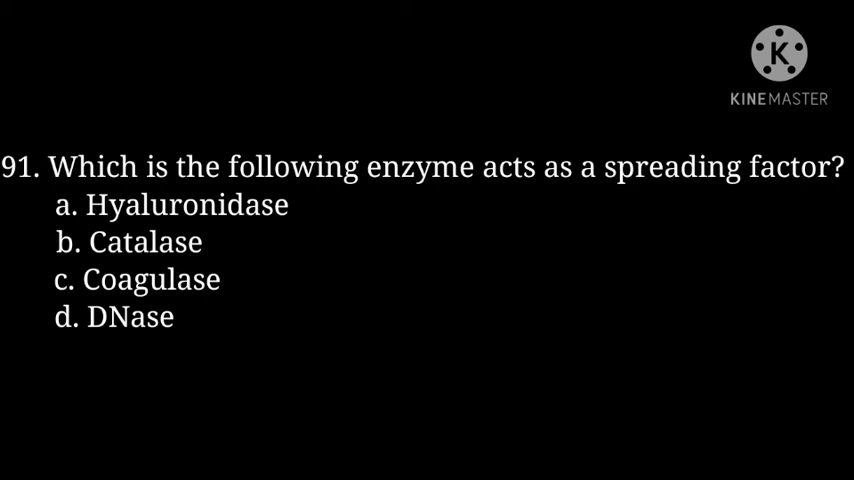 K
KINEMASTER
91. Which is the following enzyme acts as a spreading factor?
a. Hyaluronidase
b. Catalase
c. Coagulase
d. DNase